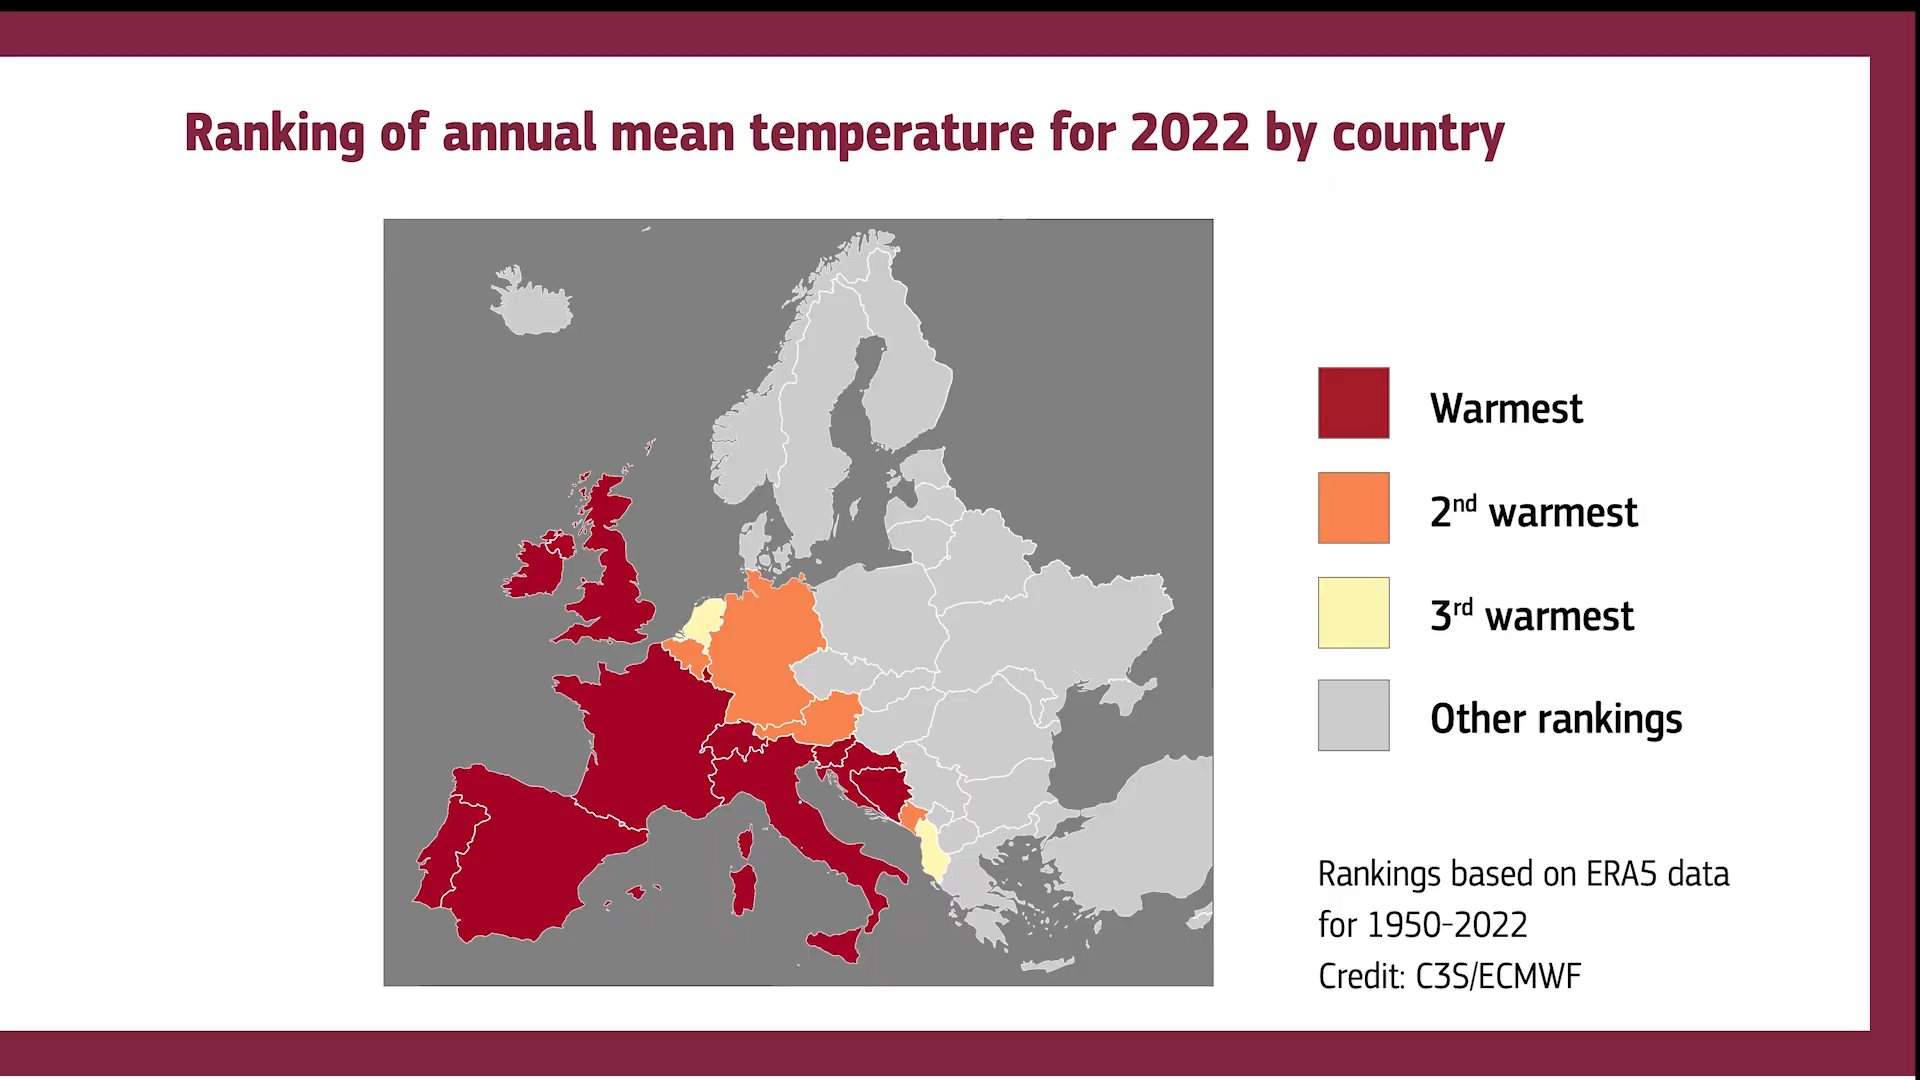 Ranking of annual mean temperature for 2022 by country
Warmest
2nd warmest
3rd warmest
Other rankings
Rankings based on ERA5 data
for 1950-2022
Credit: C3S/ECMWF